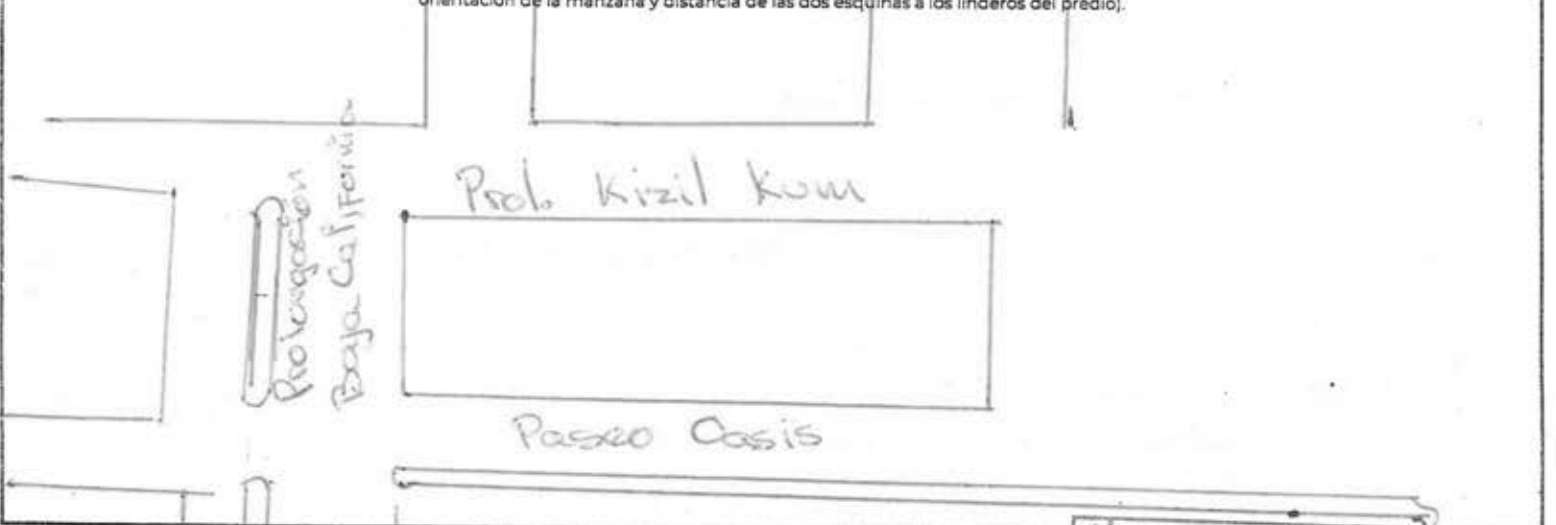 orientación de la manzana y distancia de las dos esquinas a los linderos del predio).
Prol. Kizil Kum
Prolongación
Baja California
Paseo Oasis